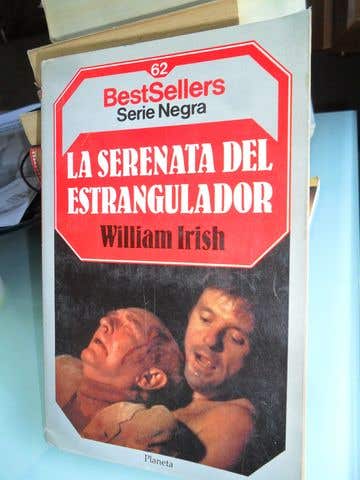 62
BestSellers
Serie Negra
LA SERENATA DEL
ESTRANGULADOR
William Irish
Planeta